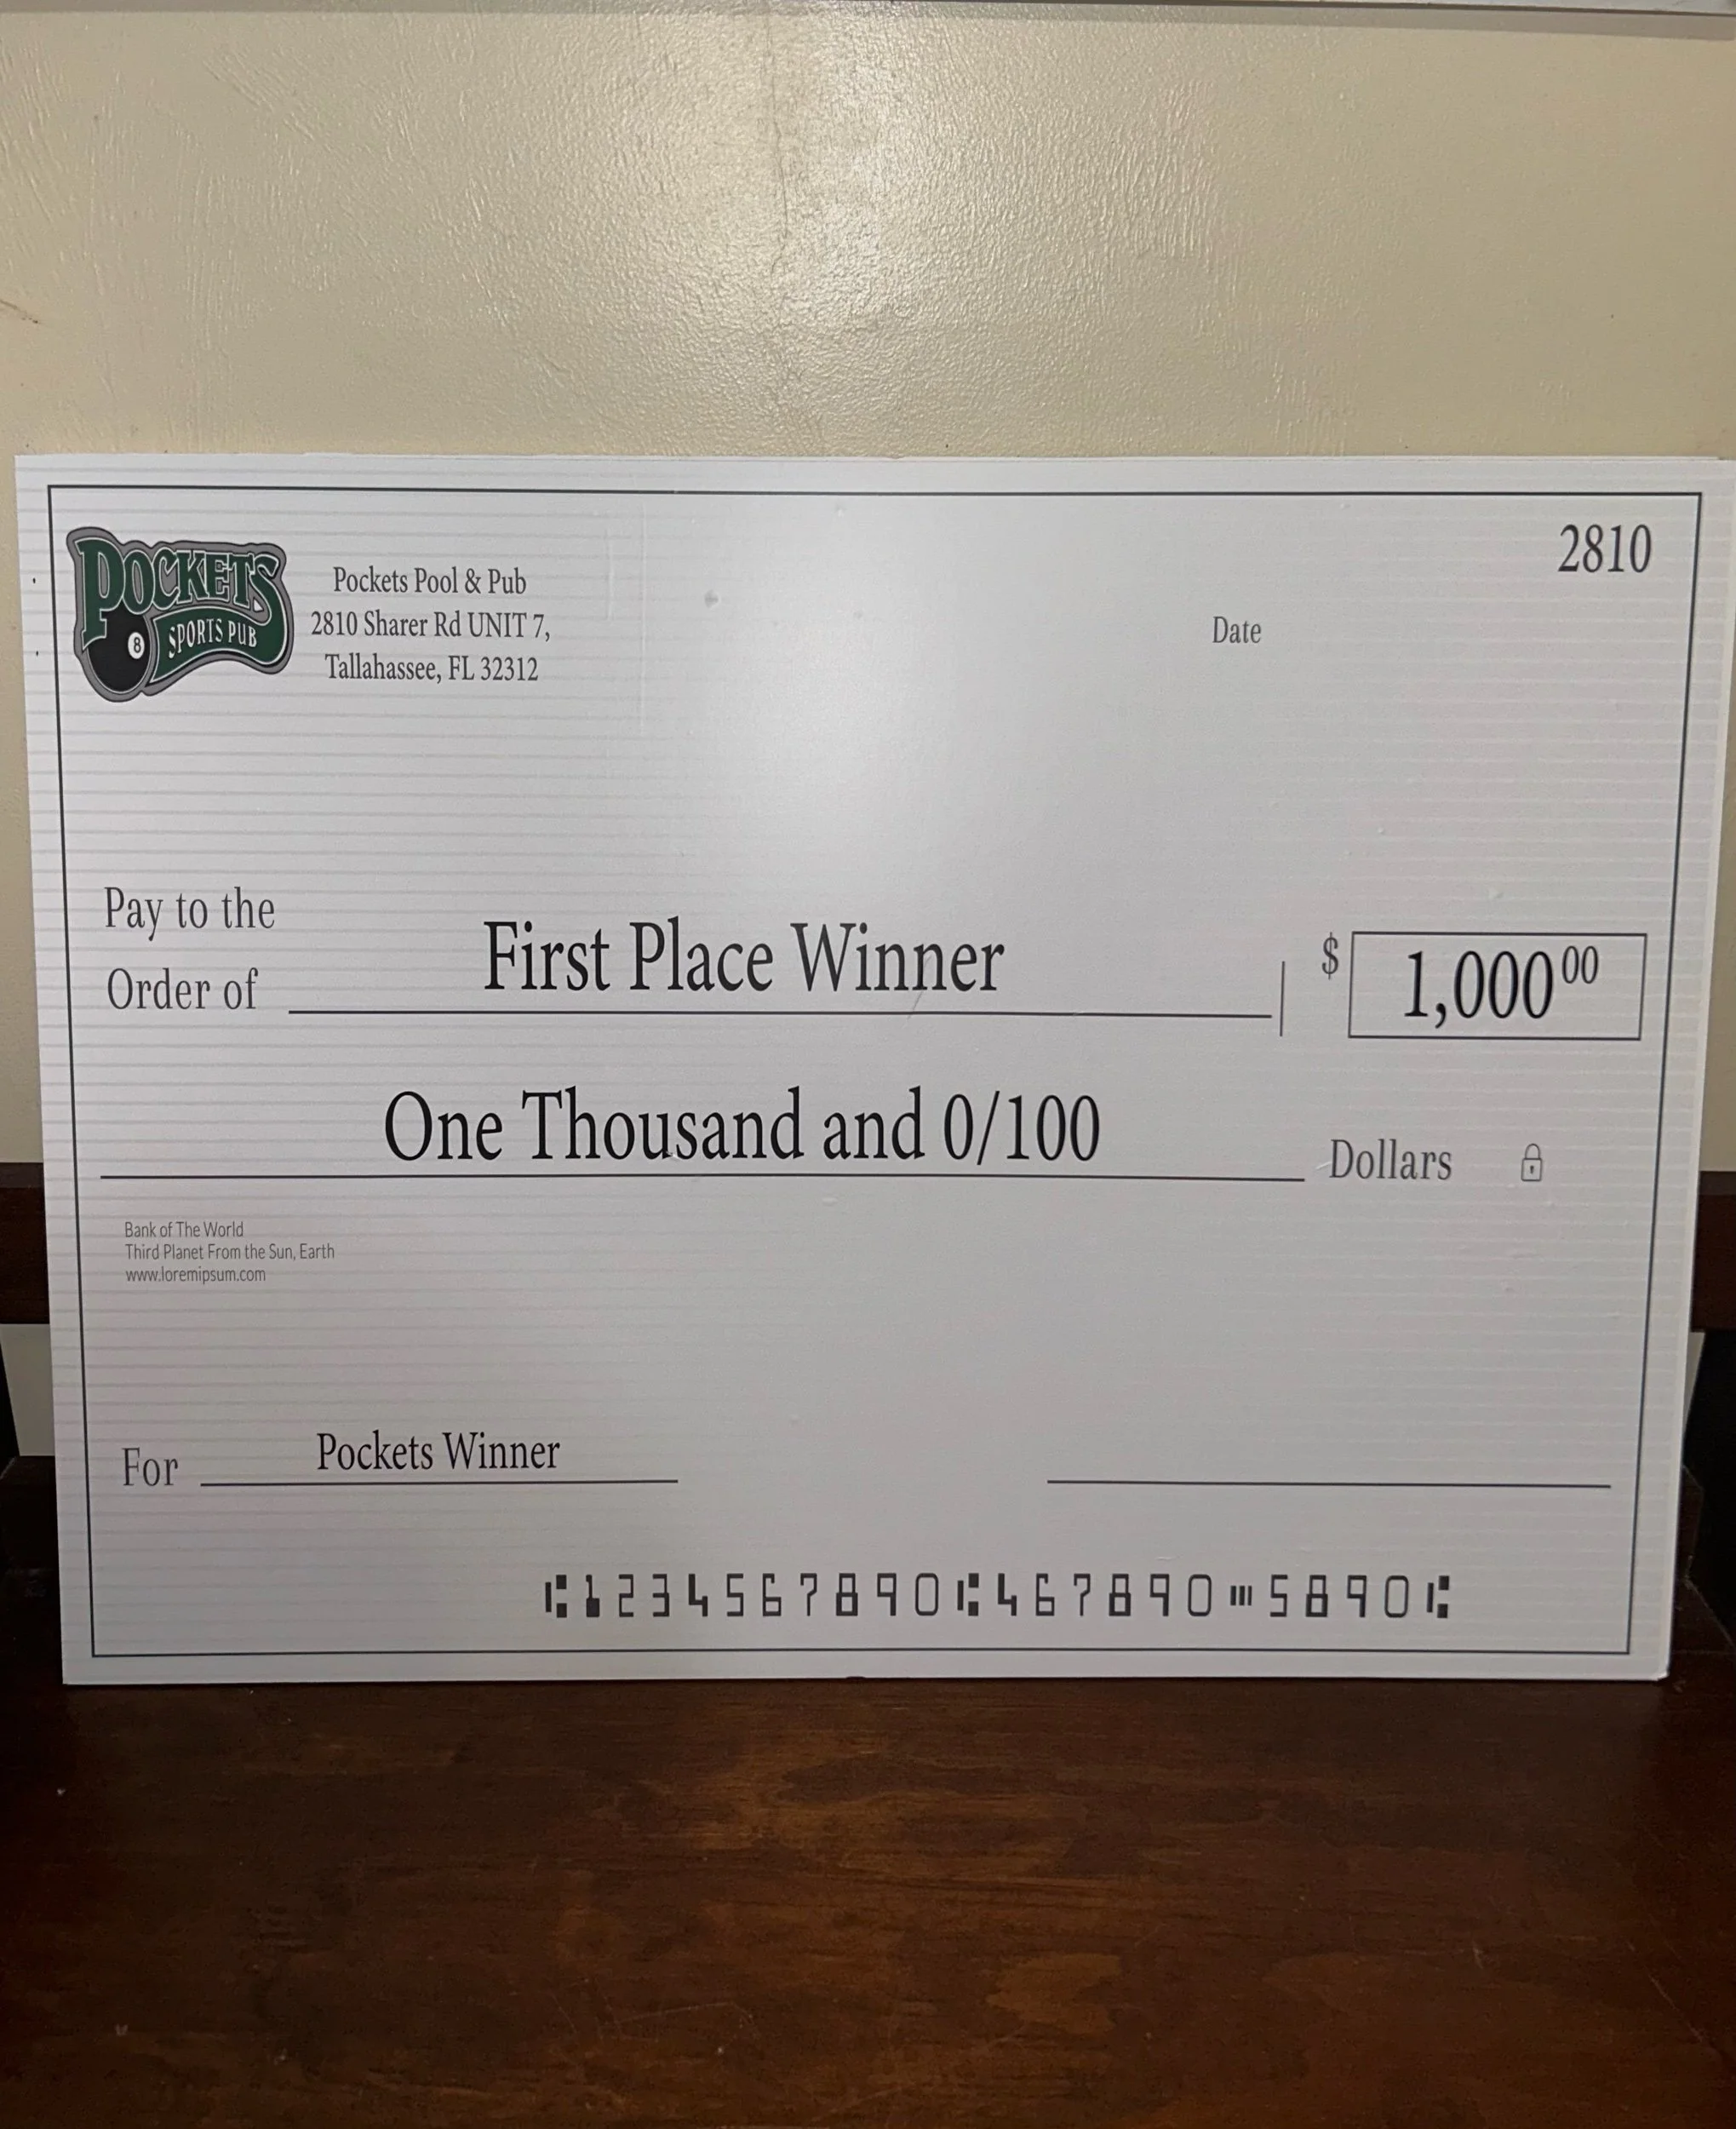 POCKETS
SPORTS PUB
8
Pockets Pool & Pub
2810 Sharer Rd UNIT 7,
Tallahassee, FL 32312
2810
Date
Pay to the
Order of
First Place Winner
$ 1,000 00
One Thousand and 0/100
Dollars
Bank of The World
Third Planet From the Sun, Earth
www.loremipsum.com
For Pockets Winner
⑆1234567890⑆467890⑉5890⑆